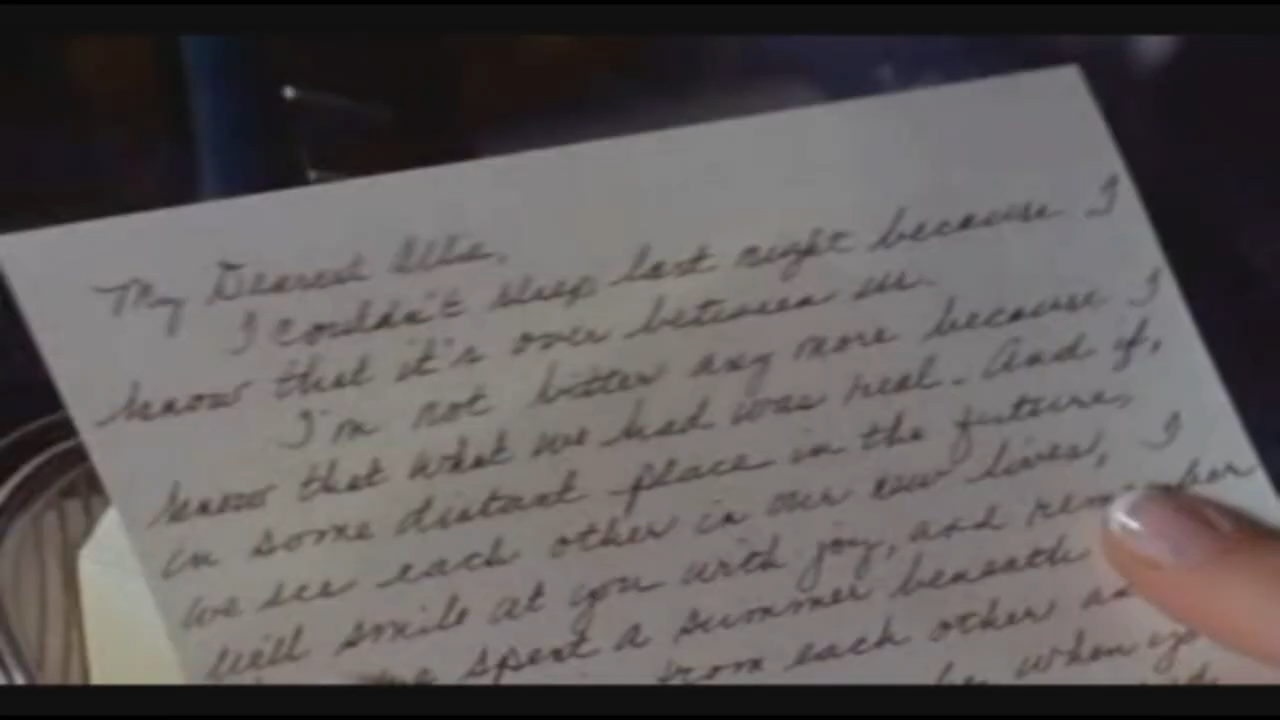 My Dearest Allie,
I couldn't sleep last night because I
know that it's over between us.
I'm not bitter any more because I
know that what we had was real. And if,
in some distant place in the future,
we see each other in our new lives, I
will smile at you with joy, and remember
spent a summer beneath
from each other
when